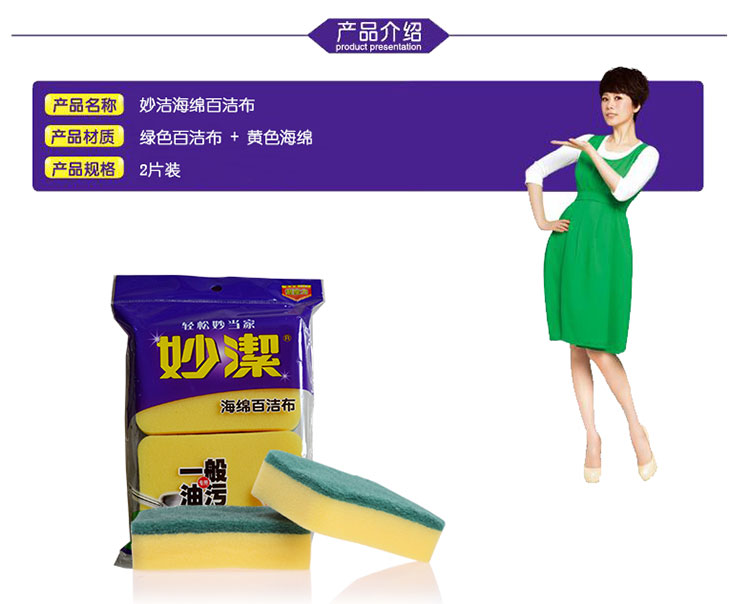 产品介绍
product presentation
产品名称 妙洁海绵百洁布
产品材质 绿色百洁布 + 黄色海绵
产品规格 2片装
轻松妙当家
妙潔®
海绵百洁布
一般
油污